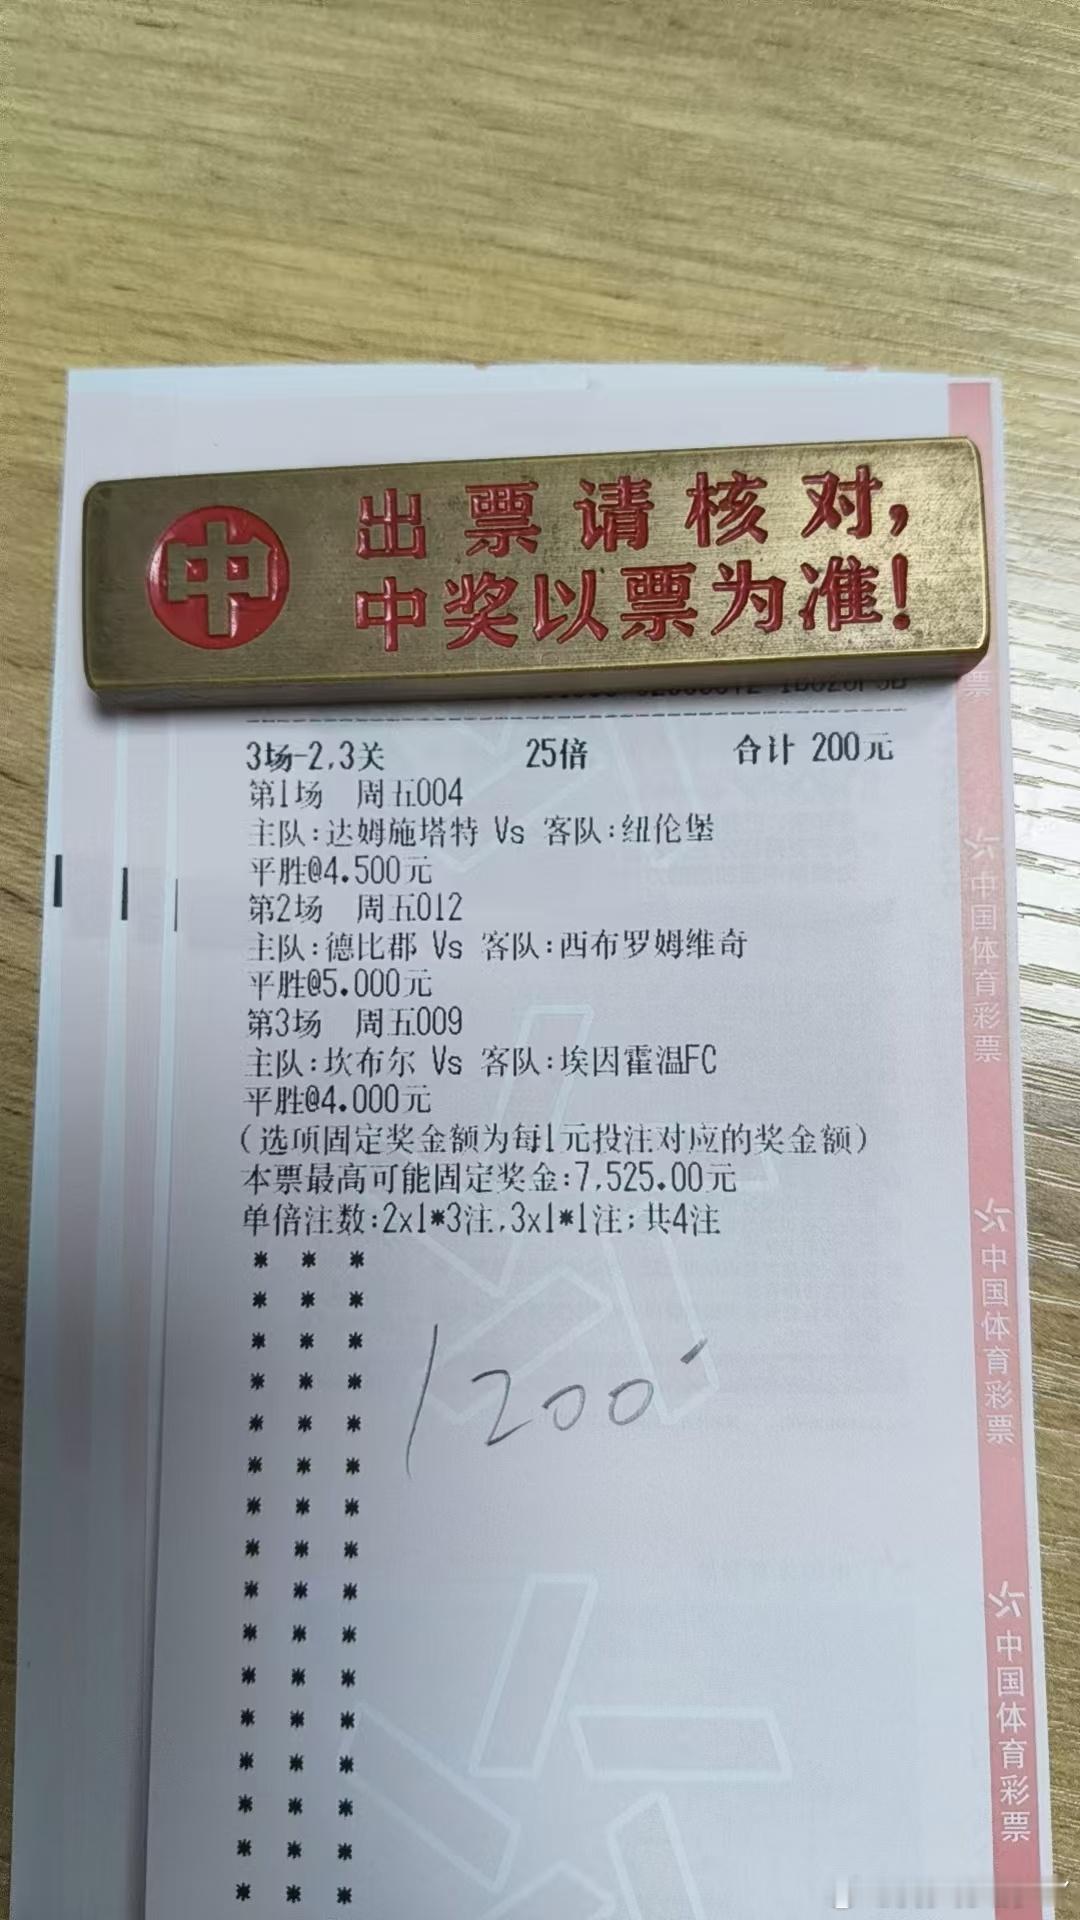 中
出票请核对,
中奖以票为准!
3场-2,3关 25倍 合计 200元
第1场 周五004
主队:达姆施塔特 Vs 客队:纽伦堡
平胜@4.500元
第2场 周五012
主队:德比郡 Vs 客队:西布罗姆维奇
平胜@5.000元
第3场 周五009
主队:坎布尔 Vs 客队:埃因霍温FC
平胜@4.000元
(选项固定奖金额为每1元投注对应的奖金额)
本票最高可能固定奖金:7,525.00元
单倍注数:2x1*3注,3x1*1注;共4注
1200
票
中国体育彩票
中国体育彩票
中国体育彩票